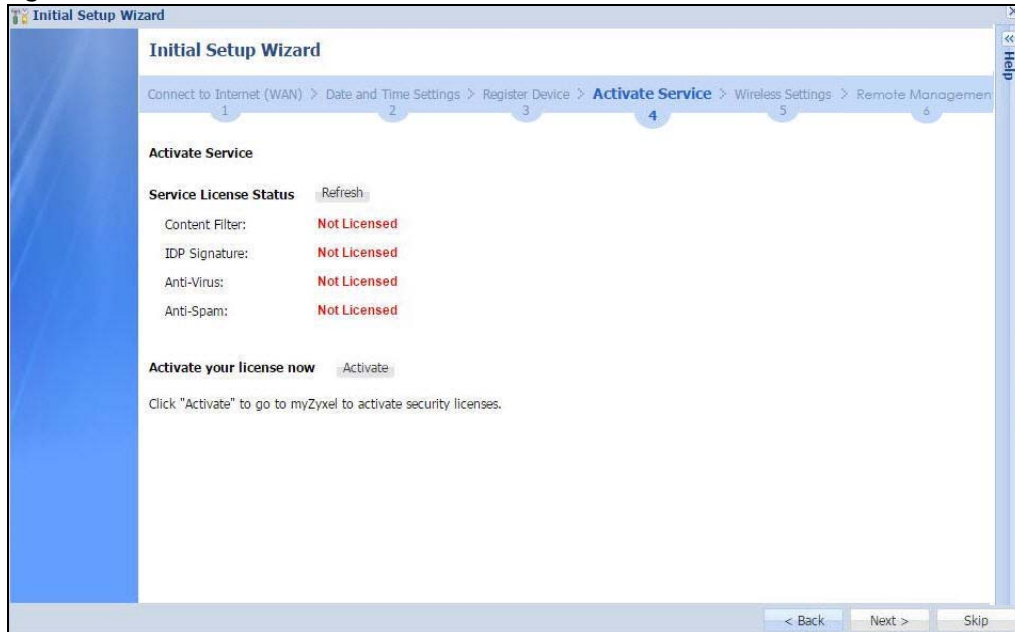 Initial Setup Wizard
Initial Setup Wizard
Connect to Internet (WAN) > Date and Time Settings > Register Device > Activate Service > Wireless Settings > Remote Managemen
1 2 3 4 5 6
Activate Service
Service License Status Refresh
Content Filter: Not Licensed
IDP Signature: Not Licensed
Anti-Virus: Not Licensed
Anti-Spam: Not Licensed
Activate your license now Activate
Click "Activate" to go to myZyxel to activate security licenses.
< Back Next > Skip
« Help